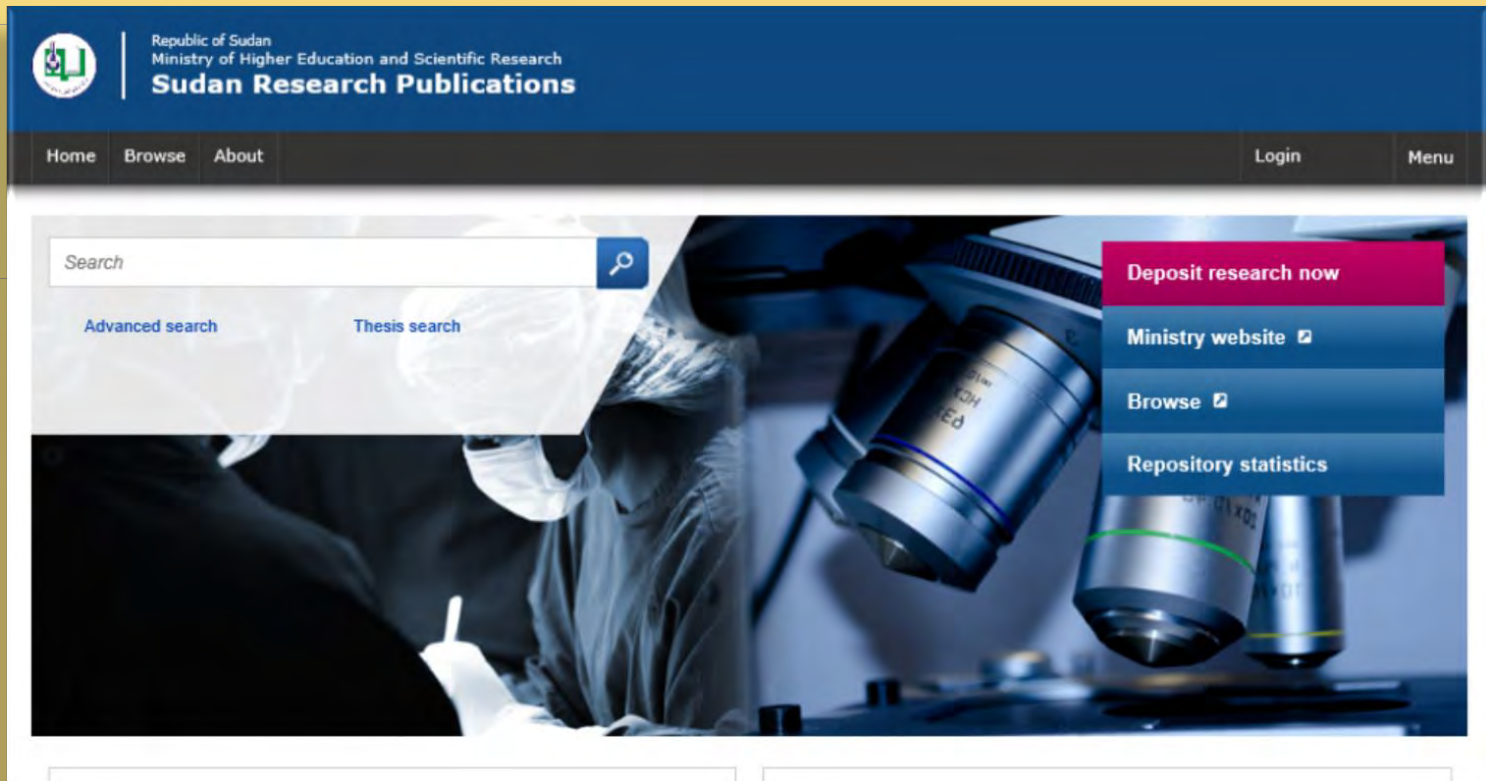 Republic of Sudan
Ministry of Higher Education and Scientific Research
Sudan Research Publications
Home Browse About Login Menu
Search
Advanced search Thesis search
Deposit research now
Ministry website
Browse
Repository statistics